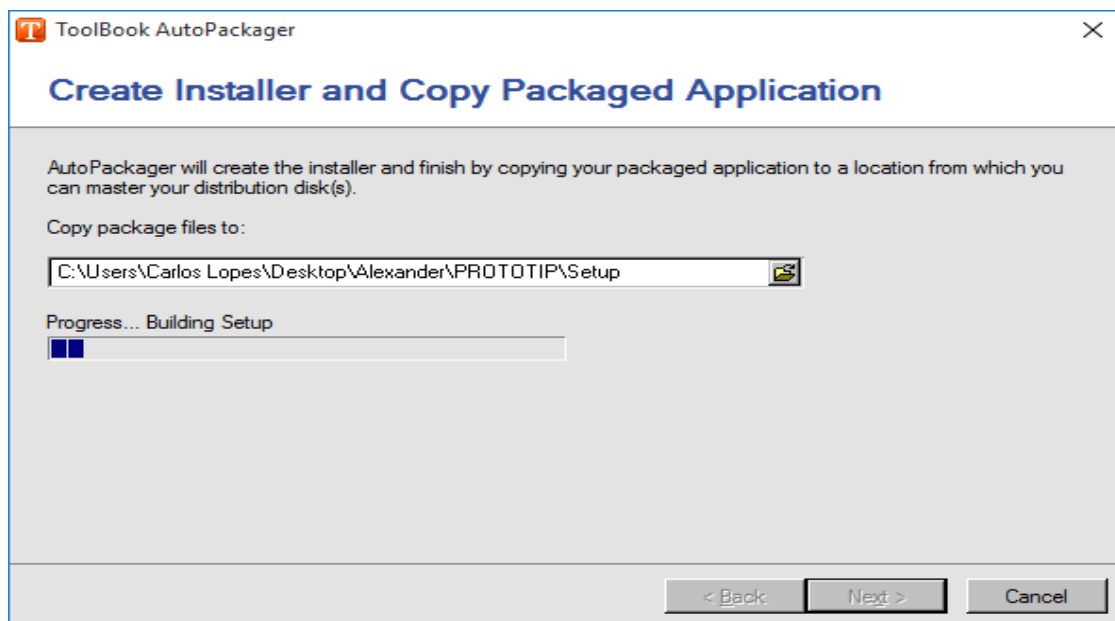 ToolBook AutoPackager
Create Installer and Copy Packaged Application
AutoPackager will create the installer and finish by copying your packaged application to a location from which you
can master your distribution disk(s).
Copy package files to:
C:\Users\Carlos Lopes\Desktop\Alexander\PROTOTIP\Setup
Progress... Building Setup
< Back Next > Cancel